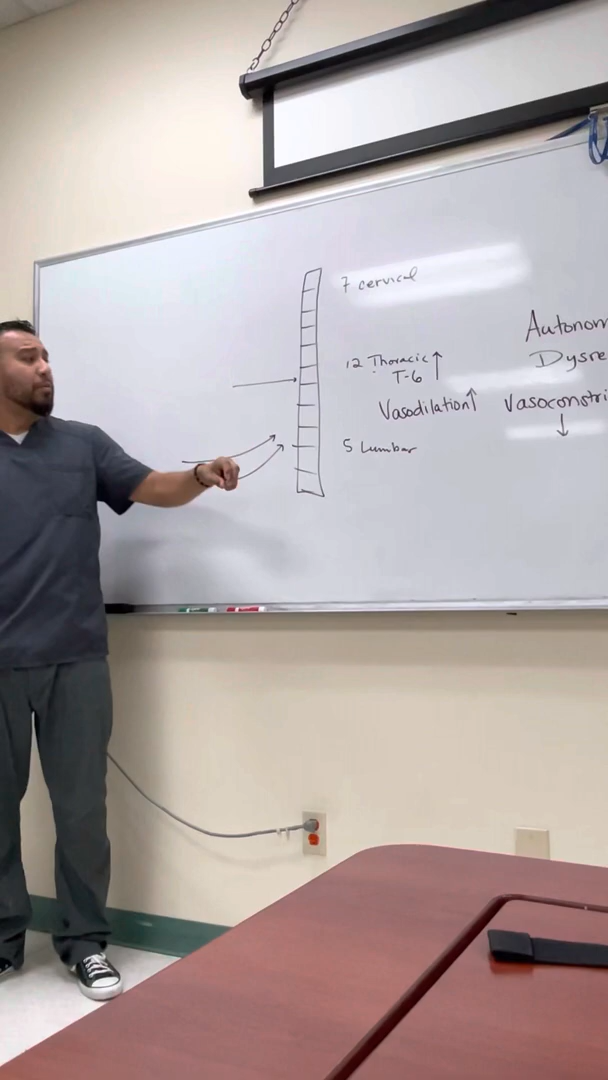 7 cervical
12 Thoracic ↑
T-6
Vasodilation ↑
5 Lumbar
Autonom
Dysre
Vasoconstri
↓